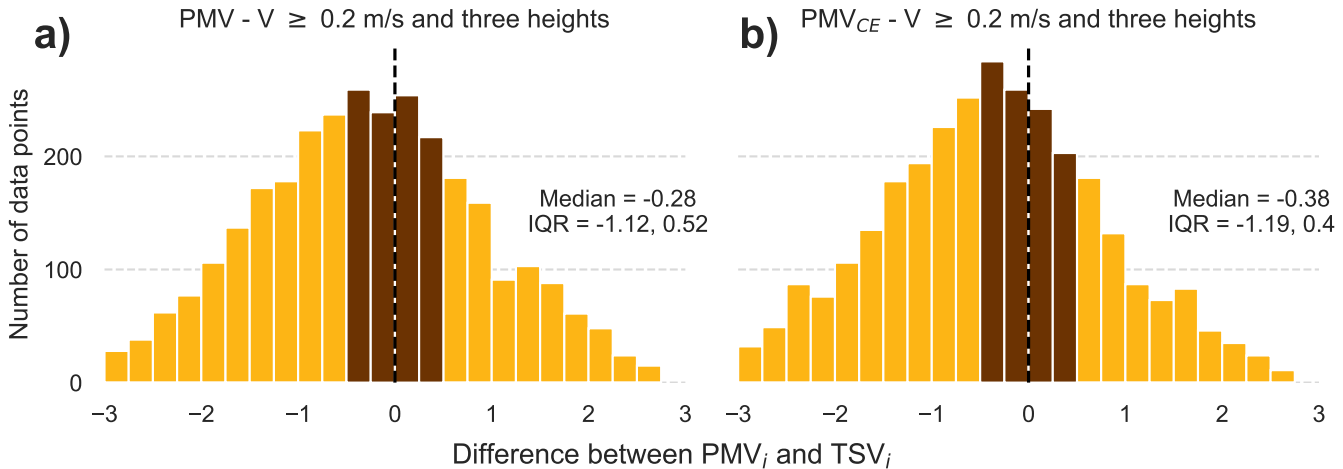 a) PMV - V ≥ 0.2 m/s and three heights
b) PMV_CE - V ≥ 0.2 m/s and three heights
Number of data points
200
100
0
Median = -0.28
IQR = -1.12, 0.52
Median = -0.38
IQR = -1.19, 0.4
−3 −2 −1 0 1 2 3
−3 −2 −1 0 1 2 3
Difference between PMV_i and TSV_i